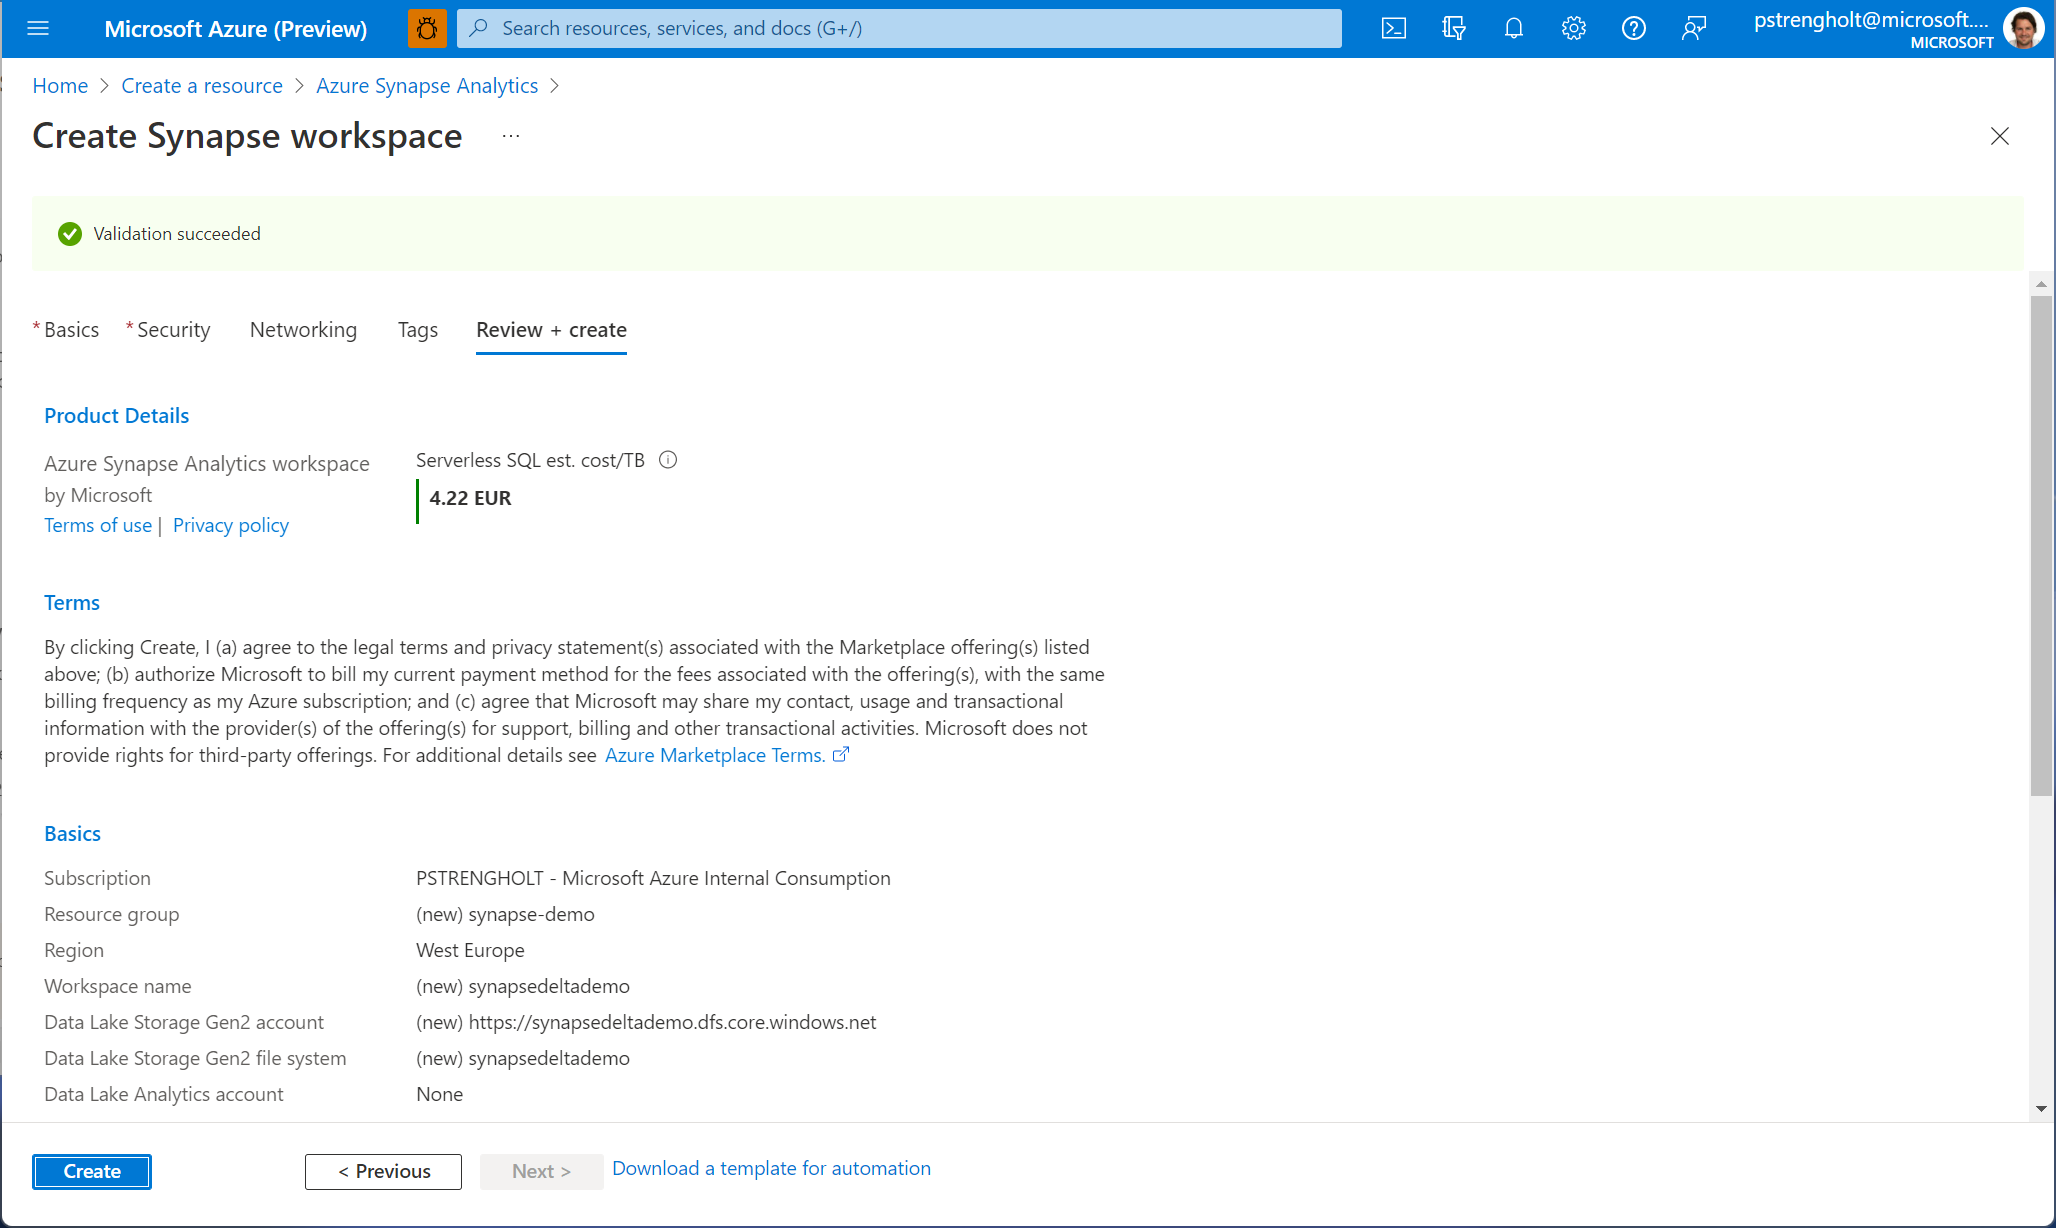 Microsoft Azure (Preview)
Search resources, services, and docs (G+/)
pstrengholt@microsoft....
MICROSOFT
Home > Create a resource > Azure Synapse Analytics >
Create Synapse workspace ...
Validation succeeded
* Basics * Security Networking Tags Review + create
Product Details
Azure Synapse Analytics workspace
by Microsoft
Terms of use | Privacy policy
Serverless SQL est. cost/TB
4.22 EUR
Terms
By clicking Create, I (a) agree to the legal terms and privacy statement(s) associated with the Marketplace offering(s) listed
above; (b) authorize Microsoft to bill my current payment method for the fees associated with the offering(s), with the same
billing frequency as my Azure subscription; and (c) agree that Microsoft may share my contact, usage and transactional
information with the provider(s) of the offering(s) for support, billing and other transactional activities. Microsoft does not
provide rights for third-party offerings. For additional details see Azure Marketplace Terms.
Basics
Subscription PSTRENGHOLT - Microsoft Azure Internal Consumption
Resource group (new) synapse-demo
Region West Europe
Workspace name (new) synapsedeltademo
Data Lake Storage Gen2 account (new) https://synapsedeltademo.dfs.core.windows.net
Data Lake Storage Gen2 file system (new) synapsedeltademo
Data Lake Analytics account None
Create < Previous Next > Download a template for automation